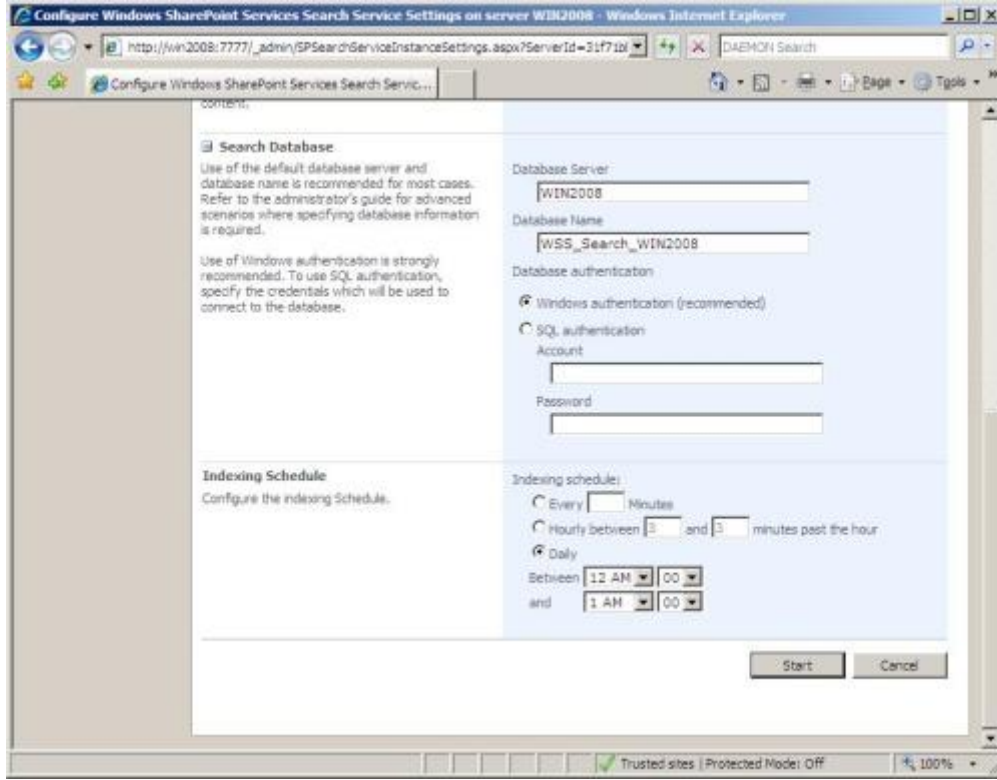 Configure Windows SharePoint Services Search Service Settings on server WIN2008 - Windows Internet Explorer
http://win2008:7777/_admin/SPSearchServiceInstanceSettings.aspx?ServerId=31f71bl
DAEMON Search
Configure Windows SharePoint Services Search Servic...
Page
Tools
content.
Search Database
Use of the default database server and
database name is recommended for most cases.
Refer to the administrator's guide for advanced
scenarios where specifying database information
is required.
Use of Windows authentication is strongly
recommended. To use SQL authentication,
specify the credentials which will be used to
connect to the database.
Database Server
WIN2008
Database Name
WSS_Search_WIN2008
Database authentication
Windows authentication (recommended)
SQL authentication
Account
Password
Indexing Schedule
Configure the indexing Schedule.
Indexing schedule:
Every Minutes
Hourly between 3 and 3 minutes past the hour
Daily
Between 12 AM 00
and 1 AM 00
Start Cancel
Trusted sites | Protected Mode: Off 100%